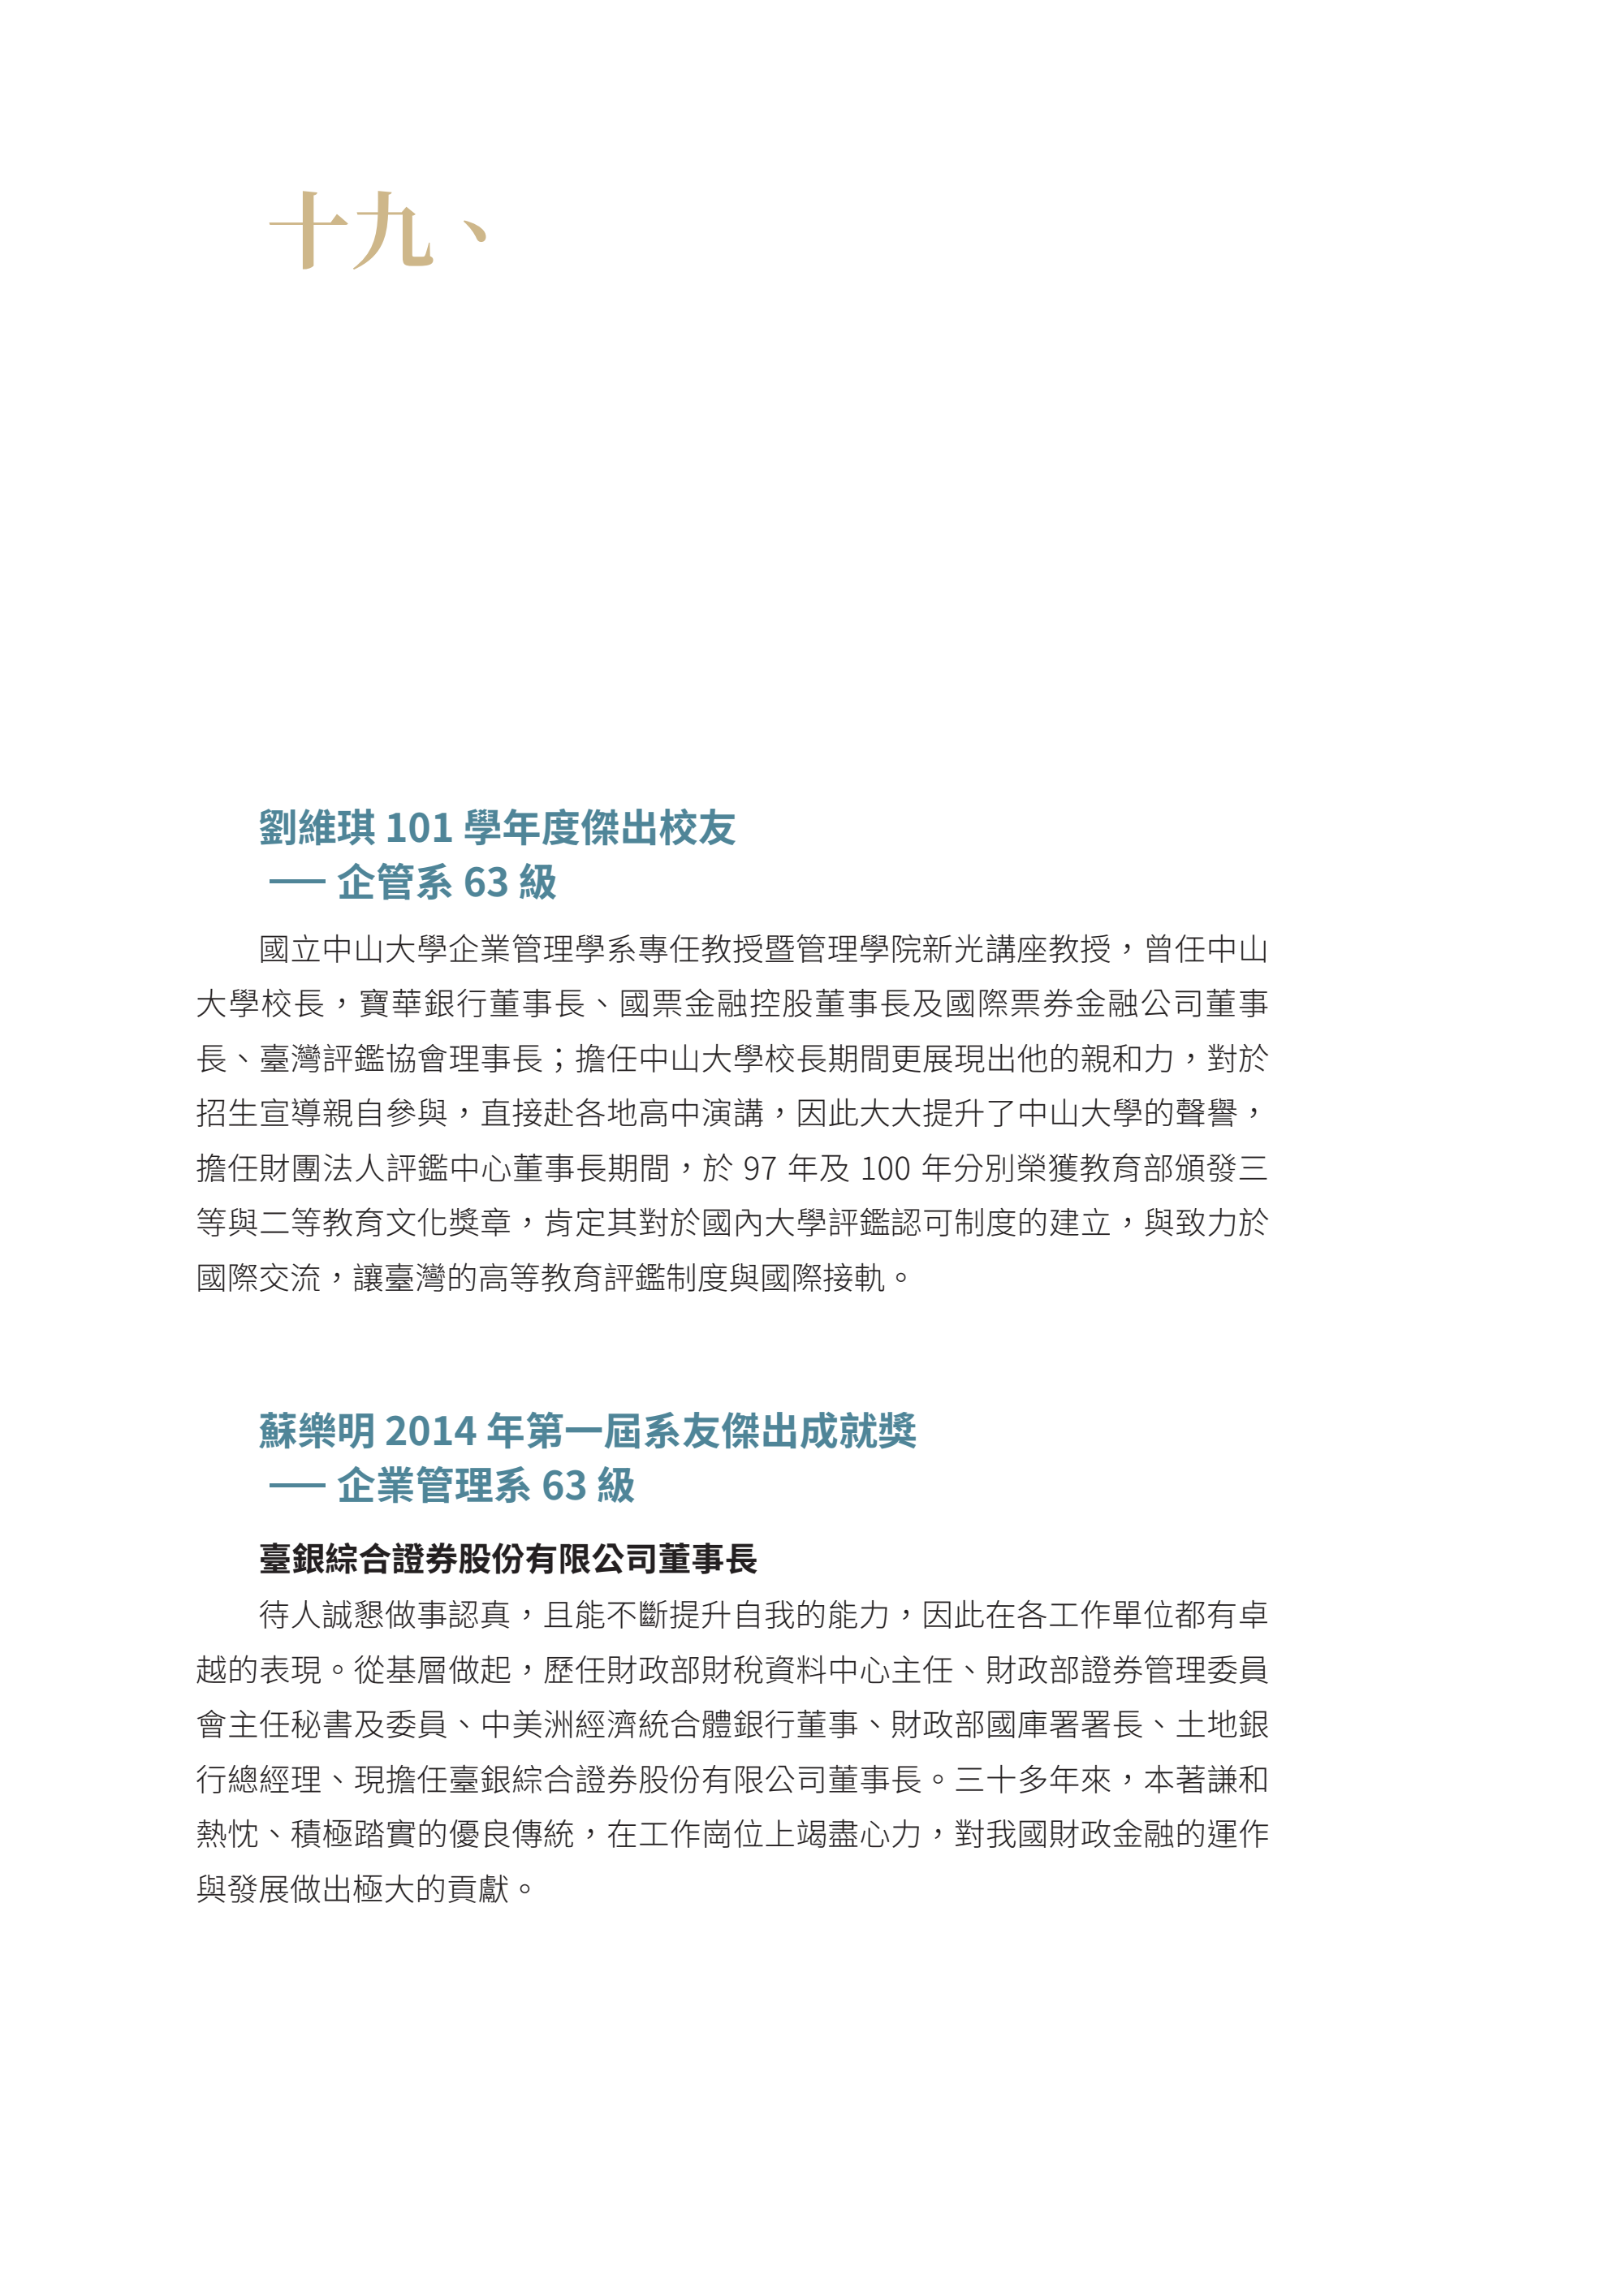 十九、
劉維琪 101 學年度傑出校友
── 企管系 63 級
國立中山大學企業管理學系專任教授暨管理學院新光講座教授，曾任中山
大學校長，寶華銀行董事長、國票金融控股董事長及國際票券金融公司董事
長、臺灣評鑑協會理事長；擔任中山大學校長期間更展現出他的親和力，對於
招生宣導親自參與，直接赴各地高中演講，因此大大提升了中山大學的聲譽，
擔任財團法人評鑑中心董事長期間，於 97 年及 100 年分別榮獲教育部頒發三
等與二等教育文化獎章，肯定其對於國內大學評鑑認可制度的建立，與致力於
國際交流，讓臺灣的高等教育評鑑制度與國際接軌。
蘇樂明 2014 年第一屆系友傑出成就獎
── 企業管理系 63 級
臺銀綜合證券股份有限公司董事長
待人誠懇做事認真，且能不斷提升自我的能力，因此在各工作單位都有卓
越的表現。從基層做起，歷任財政部財稅資料中心主任、財政部證券管理委員
會主任秘書及委員、中美洲經濟統合體銀行董事、財政部國庫署署長、土地銀
行總經理、現擔任臺銀綜合證券股份有限公司董事長。三十多年來，本著謙和
熱忱、積極踏實的優良傳統，在工作崗位上竭盡心力，對我國財政金融的運作
與發展做出極大的貢獻。